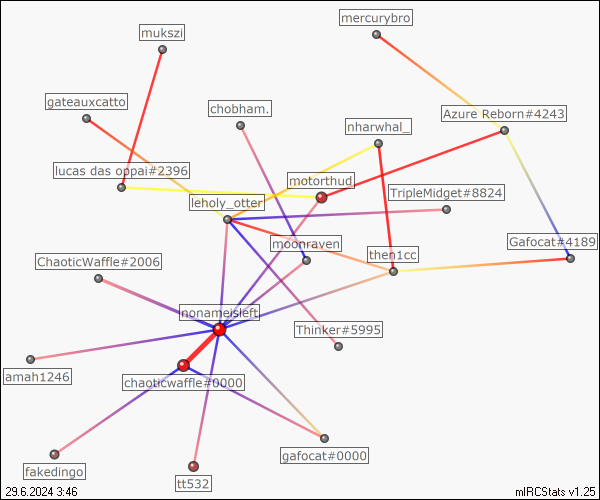 mercurybro
mukszi
gateauxcatto
chobham.
Azure Reborn#4243
nharwhal_
lucas das oppai#2396
motorthud
TripleMidget#8824
leholy_otter
moonraven
Gafocat#4189
then1cc
ChaoticWaffle#2006
nonameisleft
Thinker#5995
amah1246
chaoticwaffle#0000
gafocat#0000
fakedingo
tt532
29.6.2024 3:46
mIRCStats v1.25